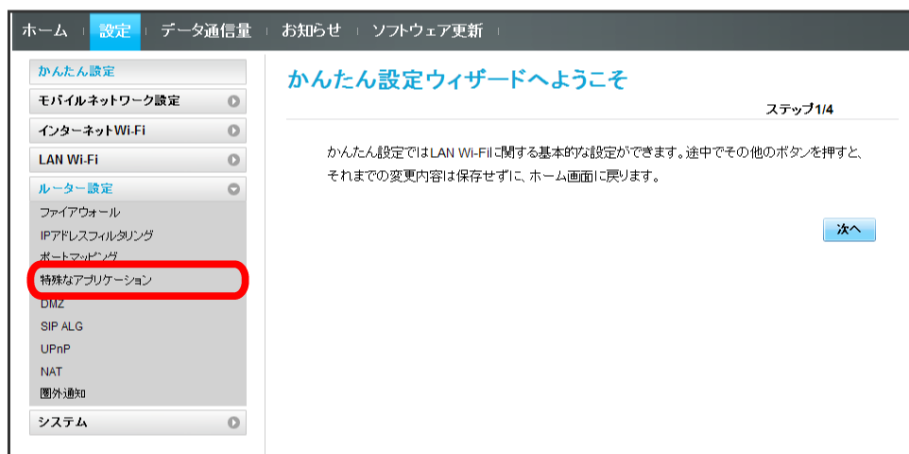 ホーム 設定 データ通信量 お知らせ ソフトウェア更新
かんたん設定
モバイルネットワーク設定
インターネットWi-Fi
LAN Wi-Fi
ルーター設定
ファイアウォール
IPアドレスフィルタリング
ポートマッピング
特殊なアプリケーション
DMZ
SIP ALG
UPnP
NAT
圏外通知
システム
かんたん設定ウィザードへようこそ
ステップ1/4
かんたん設定ではLAN Wi-Fiに関する基本的な設定ができます。途中でその他のボタンを押すと、
それまでの変更内容は保存せずに、ホーム画面に戻ります。
次へ